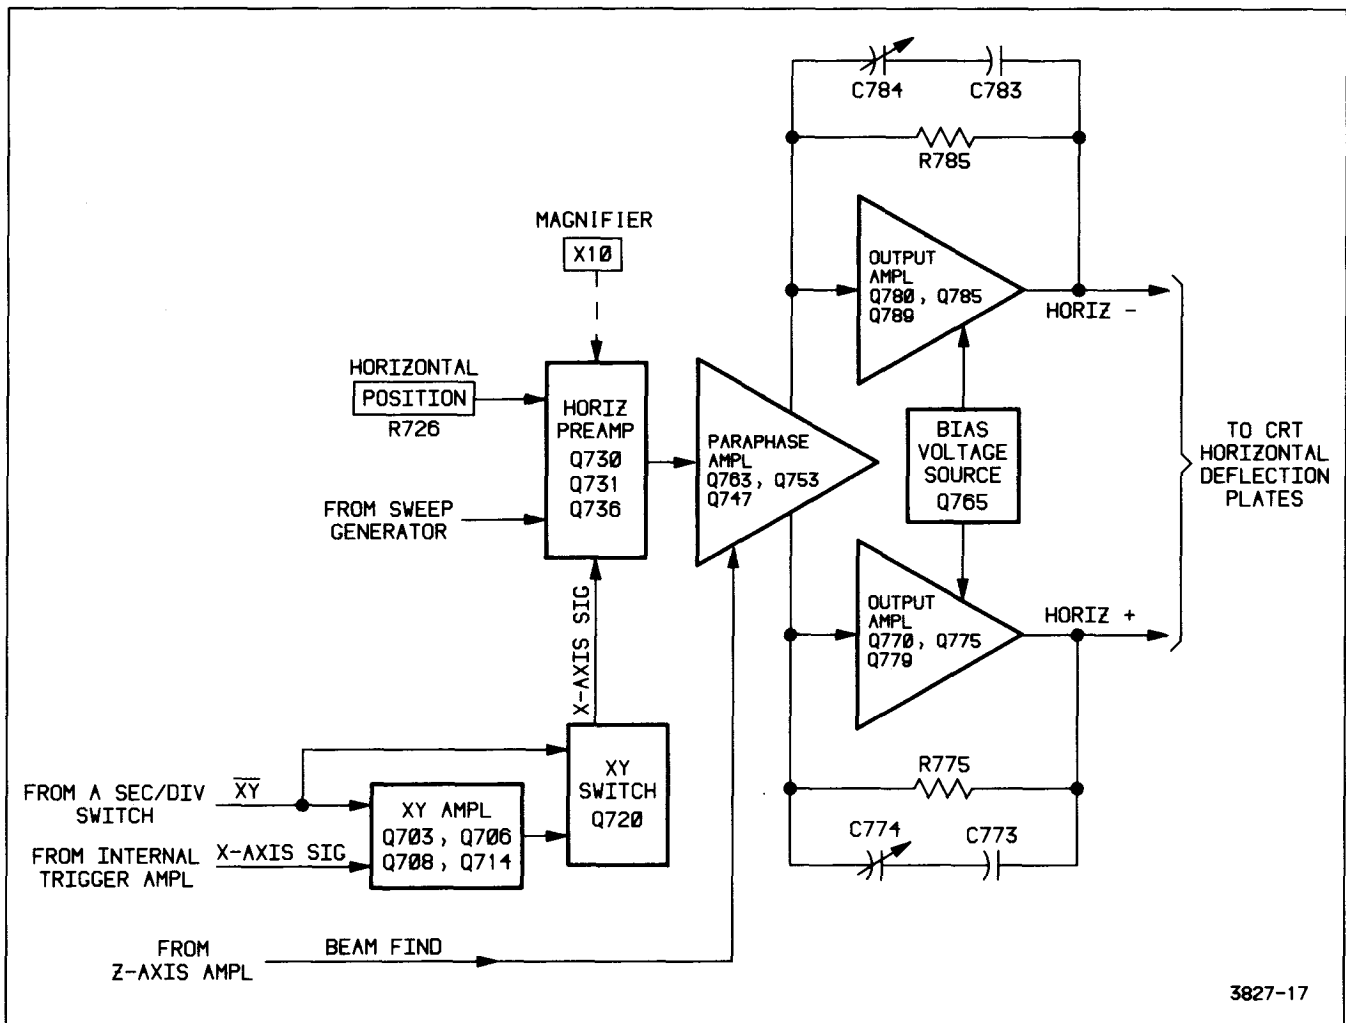 C784
C783
R785
MAGNIFIER
X10
OUTPUT
AMPL
Q780, Q785
Q789
HORIZ -
HORIZONTAL
POSITION
R726
HORIZ
PREAMP
Q730
Q731
Q736
PARAPHASE
AMPL
Q763, Q753
Q747
BIAS
VOLTAGE
SOURCE
Q765
TO CRT
HORIZONTAL
DEFLECTION
PLATES
FROM SWEEP
GENERATOR
X-AXIS SIG
OUTPUT
AMPL
Q770, Q775
Q779
HORIZ +
R775
C774
C773
FROM A SEC/DIV
SWITCH
X̅Y̅
XY
SWITCH
Q720
XY AMPL
Q703, Q706
Q708, Q714
FROM INTERNAL
TRIGGER AMPL
X-AXIS SIG
FROM
Z-AXIS AMPL
BEAM FIND
3827-17